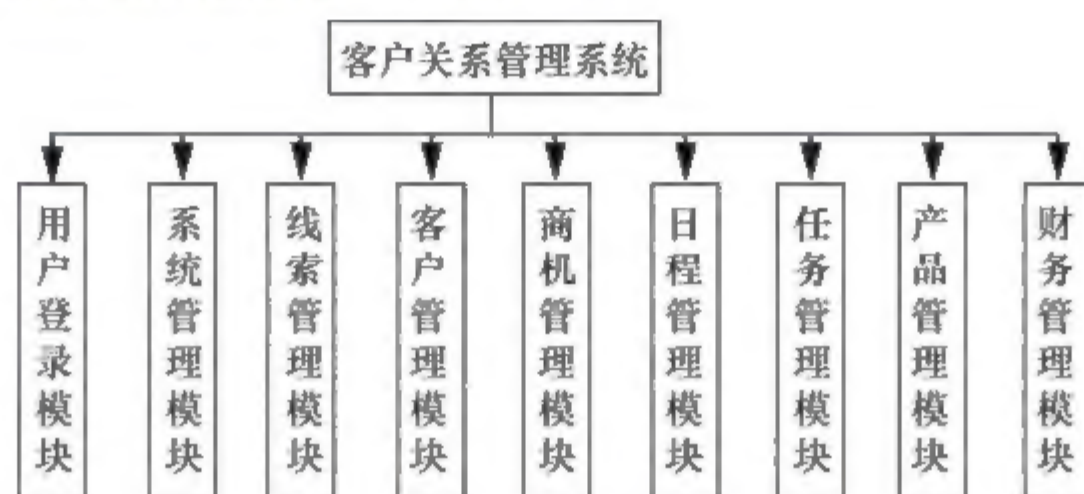 客户关系管理系统
用户登录模块
系统管理模块
线索管理模块
客户管理模块
商机管理模块
日程管理模块
任务管理模块
产品管理模块
财务管理模块